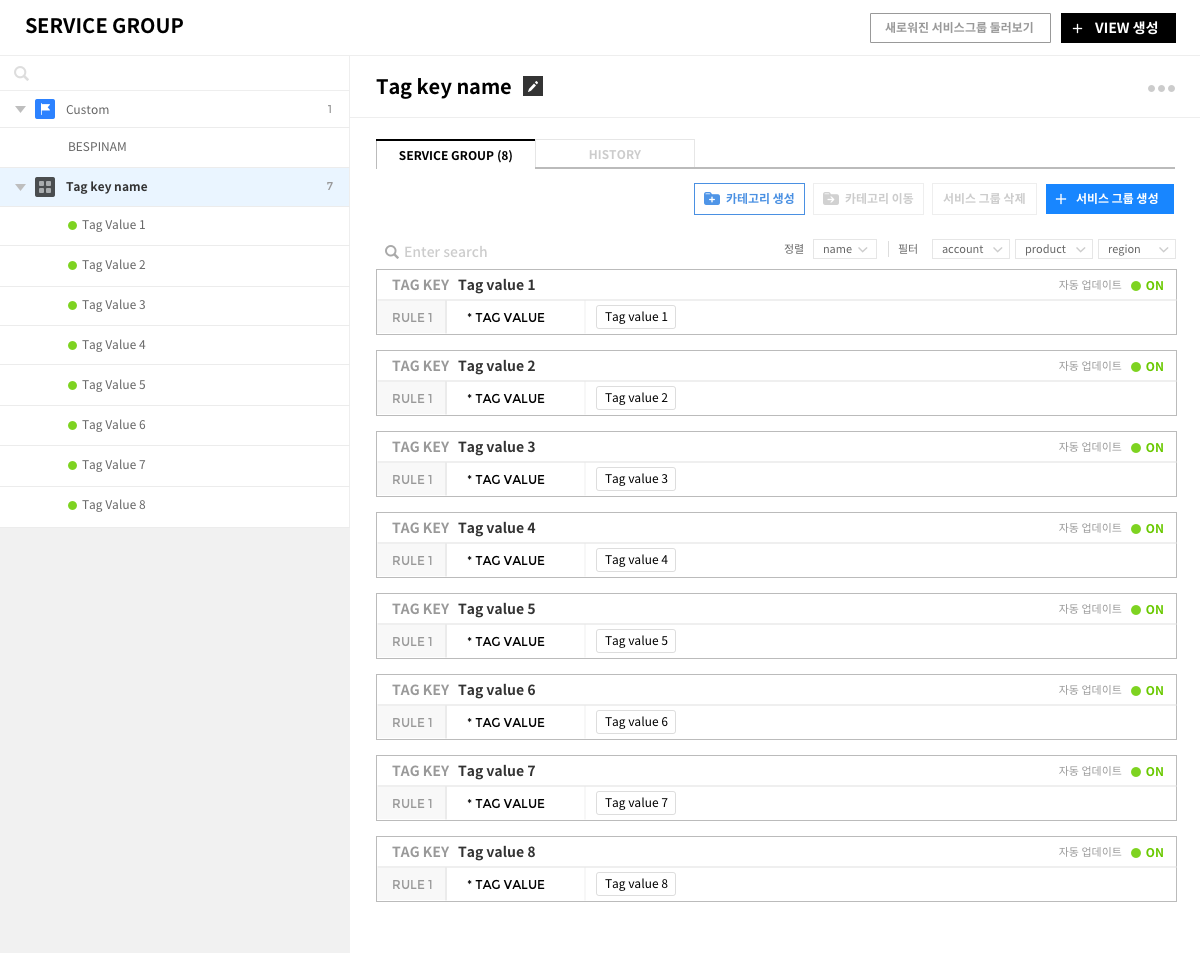 SERVICE GROUP
새로워진 서비스그룹 둘러보기
+ VIEW 생성
Custom 1
BESPINAM
Tag key name 7
Tag Value 1
Tag Value 2
Tag Value 3
Tag Value 4
Tag Value 5
Tag Value 6
Tag Value 7
Tag Value 8
Tag key name
SERVICE GROUP (8)
HISTORY
카테고리 생성
카테고리 이동
서비스 그룹 삭제
+ 서비스 그룹 생성
Enter search
정렬 name 필터 account product region
TAG KEY Tag value 1 자동 업데이트 ON
RULE 1 * TAG VALUE Tag value 1
TAG KEY Tag value 2 자동 업데이트 ON
RULE 1 * TAG VALUE Tag value 2
TAG KEY Tag value 3 자동 업데이트 ON
RULE 1 * TAG VALUE Tag value 3
TAG KEY Tag value 4 자동 업데이트 ON
RULE 1 * TAG VALUE Tag value 4
TAG KEY Tag value 5 자동 업데이트 ON
RULE 1 * TAG VALUE Tag value 5
TAG KEY Tag value 6 자동 업데이트 ON
RULE 1 * TAG VALUE Tag value 6
TAG KEY Tag value 7 자동 업데이트 ON
RULE 1 * TAG VALUE Tag value 7
TAG KEY Tag value 8 자동 업데이트 ON
RULE 1 * TAG VALUE Tag value 8